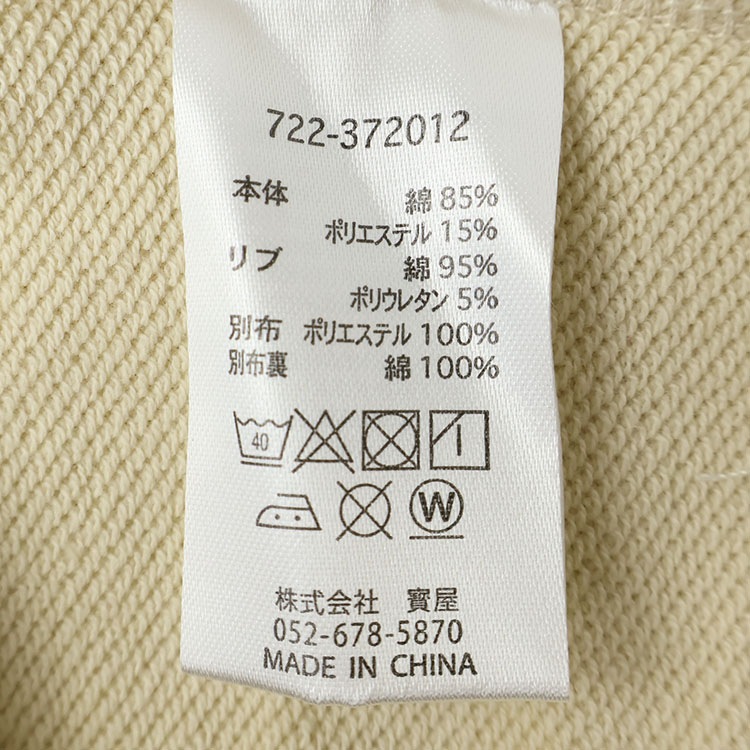 722-372012
本体 綿 85%
ポリエステル 15%
リブ 綿 95%
ポリウレタン 5%
別布 ポリエステル 100%
別布裏 綿 100%
40
W
株式会社 寶屋
052-678-5870
MADE IN CHINA